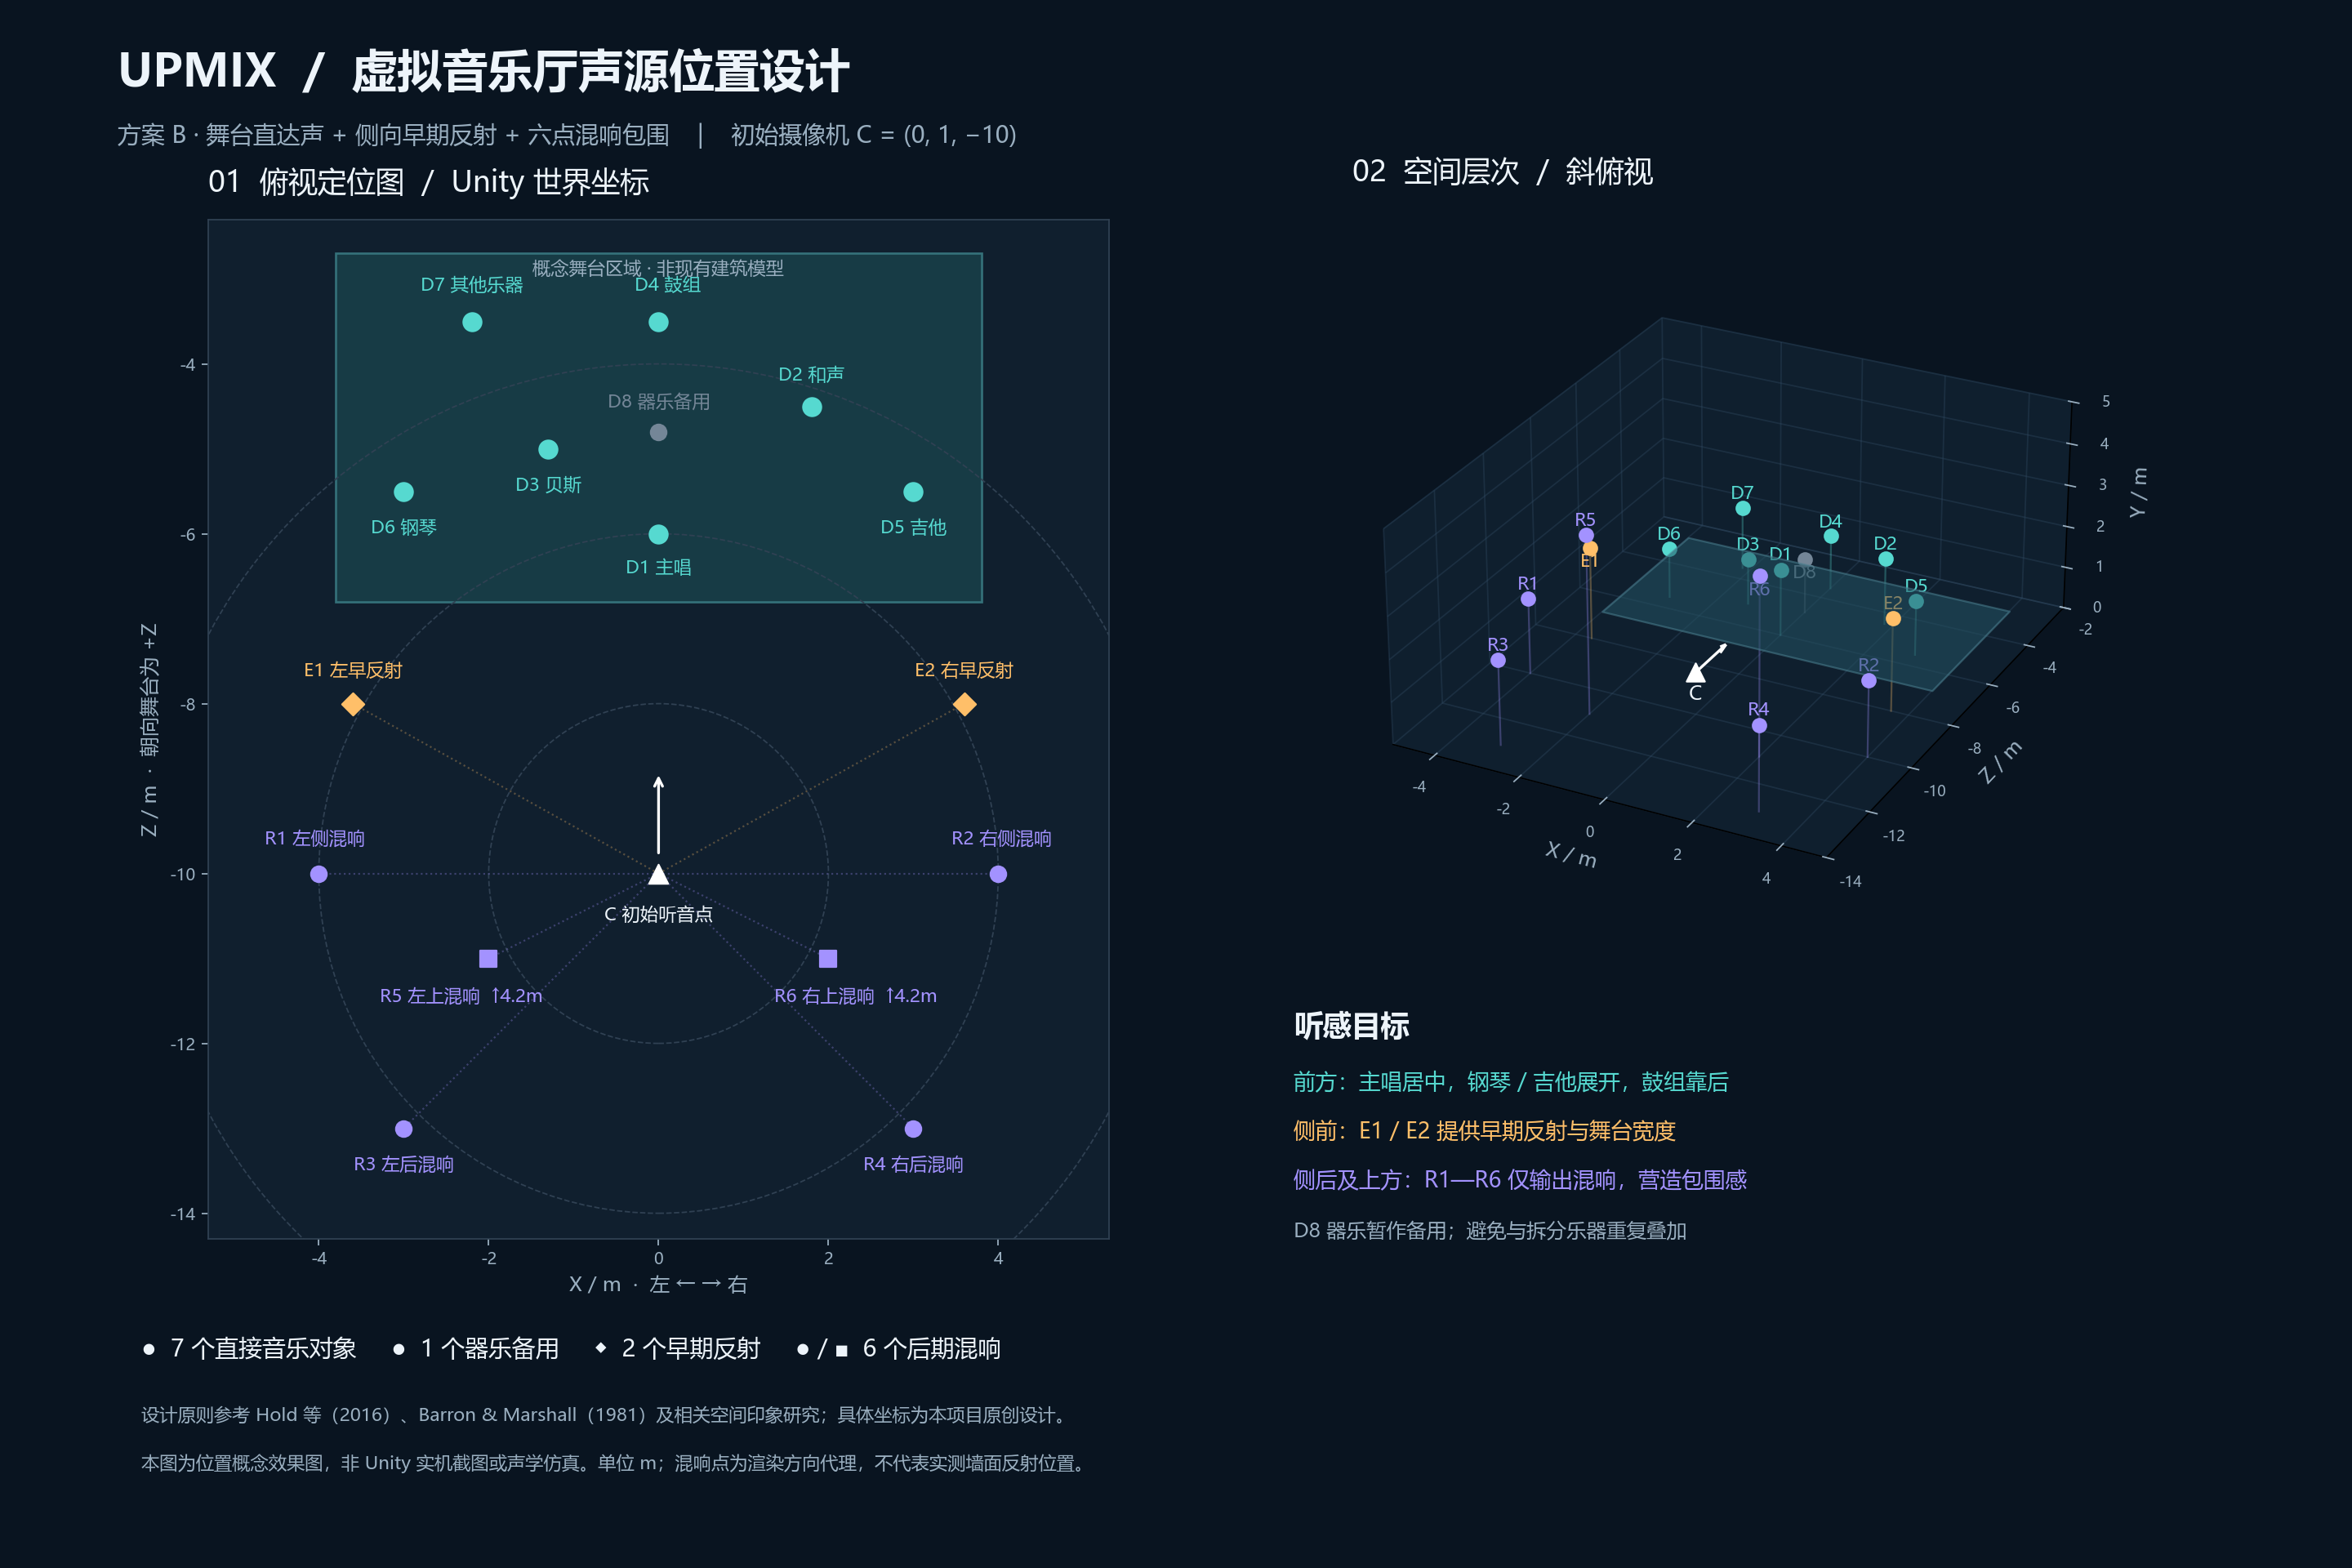 UPMIX / 虚拟音乐厅声源位置设计
方案 B · 舞台直达声 + 侧向早期反射 + 六点混响包围 | 初始摄像机 C = (0, 1, −10)
01 俯视定位图 / Unity 世界坐标
概念舞台区域 · 非现有建筑模型
D7 其他乐器
D4 鼓组
D2 和声
D8 器乐备用
D3 贝斯
D6 钢琴
D5 吉他
D1 主唱
E1 左早反射
E2 右早反射
R1 左侧混响
R2 右侧混响
C 初始听音点
R5 左上混响 ↑4.2m
R6 右上混响 ↑4.2m
R3 左后混响
R4 右后混响
-4
-6
-8
-10
-12
-14
Z / m · 朝向舞台为 +Z
-4
-2
0
2
4
X / m · 左 ← → 右
● 7 个直接音乐对象 ● 1 个器乐备用 ◆ 2 个早期反射 ● / ■ 6 个后期混响
设计原则参考 Hold 等（2016）、Barron & Marshall（1981）及相关空间印象研究；具体坐标为本项目原创设计。
本图为位置概念效果图，非 Unity 实机截图或声学仿真。单位 m；混响点为渲染方向代理，不代表实测墙面反射位置。
02 空间层次 / 斜俯视
D7
R5
D4
D6
E1
D3
D1
D2
D8
R1
R6
D5
E2
R3
R2
C
R4
5
4
3
2
1
0
Y / m
-2
-4
-6
-8
-10
-12
-14
Z / m
-4
-2
0
2
4
X / m
听感目标
前方：主唱居中，钢琴 / 吉他展开，鼓组靠后
侧前：E1 / E2 提供早期反射与舞台宽度
侧后及上方：R1—R6 仅输出混响，营造包围感
D8 器乐暂作备用；避免与拆分乐器重复叠加